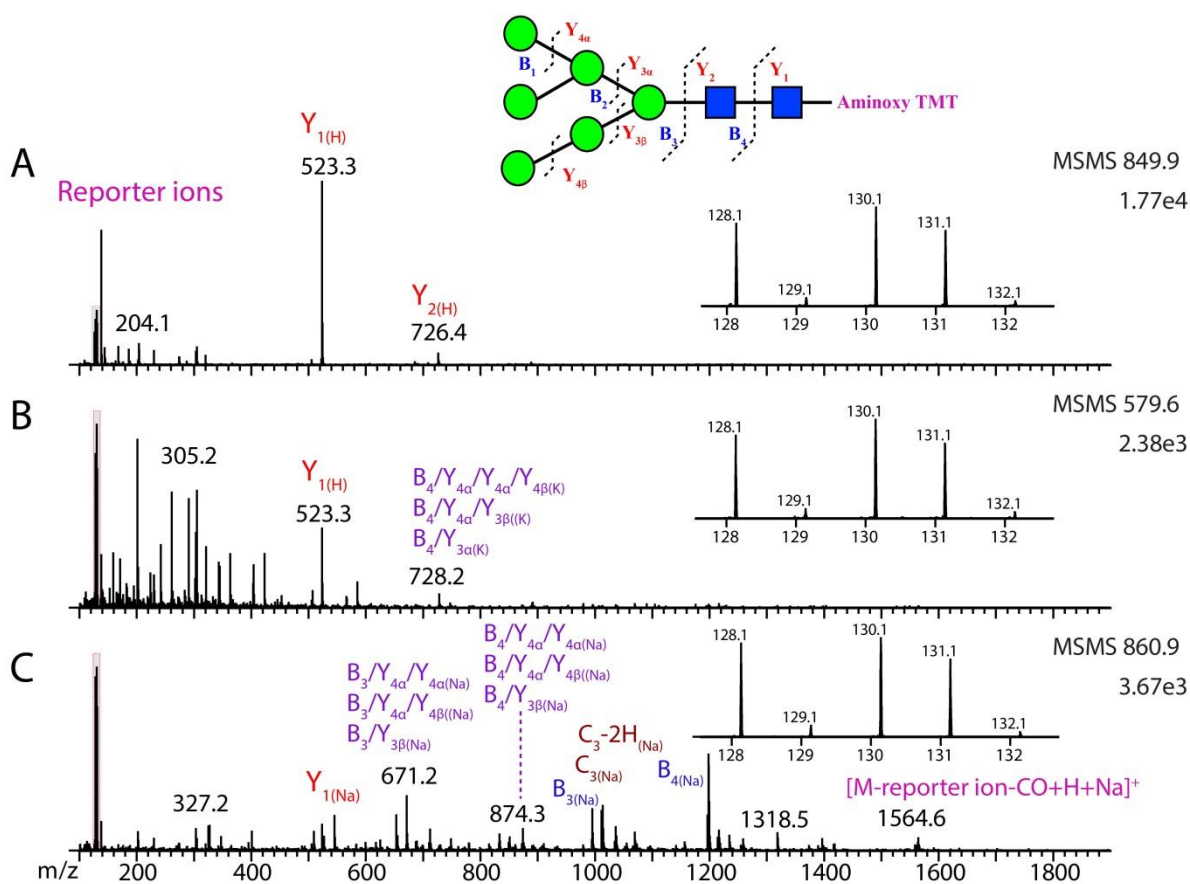 Y4α
B1
Y3α
B2
Y2
Y1
Aminoxy TMT
Y3β
B3
B4
Y4β
A
Reporter ions
Y1(H)
523.3
204.1
Y2(H)
726.4
MSMS 849.9
1.77e4
128.1
129.1
130.1
131.1
132.1
128 129 130 131 132
B
305.2
Y1(H)
523.3
B4/Y4α/Y4α/Y4β(K)
B4/Y4α/Y3β((K)
B4/Y3α(K)
728.2
MSMS 579.6
2.38e3
128.1
129.1
130.1
131.1
132.1
128 129 130 131 132
C
327.2
Y1(Na)
B3/Y4α/Y4α(Na)
B3/Y4α/Y4β((Na)
B3/Y3β(Na)
671.2
B4/Y4α/Y4α(Na)
B4/Y4α/Y4β((Na)
B4/Y3β(Na)
874.3
C3-2H(Na)
C3(Na)
B3(Na)
B4(Na)
MSMS 860.9
3.67e3
128.1
129.1
130.1
131.1
132.1
128 129 130 131 132
[M-reporter ion-CO+H+Na]+
1318.5
1564.6
m/z 200 400 600 800 1000 1200 1400 1600 1800